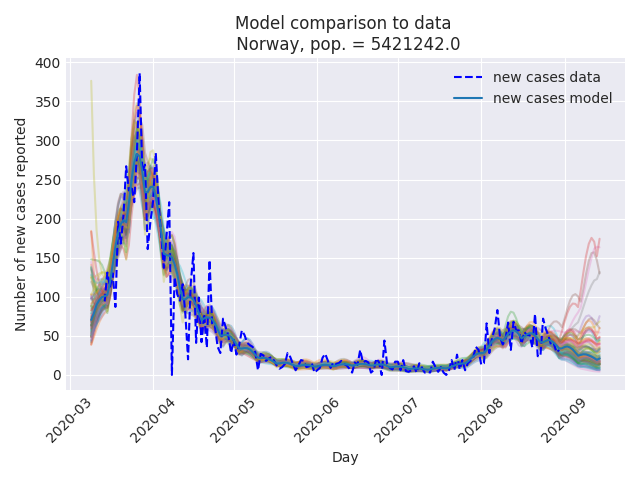 Model comparison to data
Norway, pop. = 5421242.0
new cases data
new cases model
Number of new cases reported
400
350
300
250
200
150
100
50
0
2020-03
2020-04
2020-05
2020-06
2020-07
2020-08
2020-09
Day